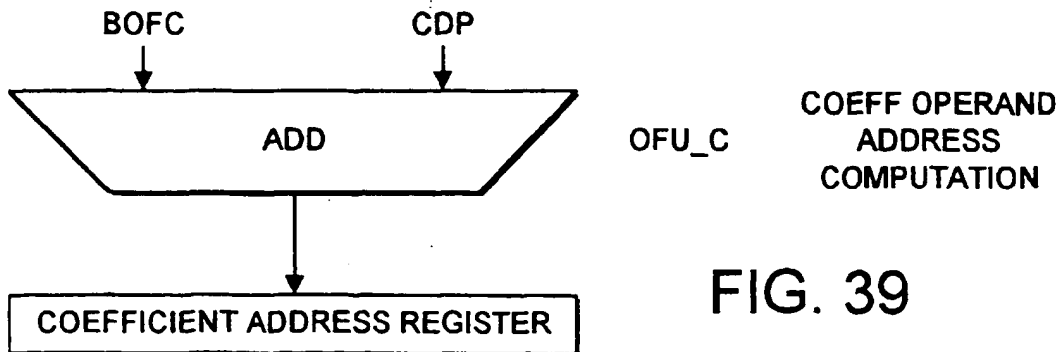 BOFC
CDP
ADD
OFU_C
COEFF OPERAND
ADDRESS
COMPUTATION
COEFFICIENT ADDRESS REGISTER
FIG. 39